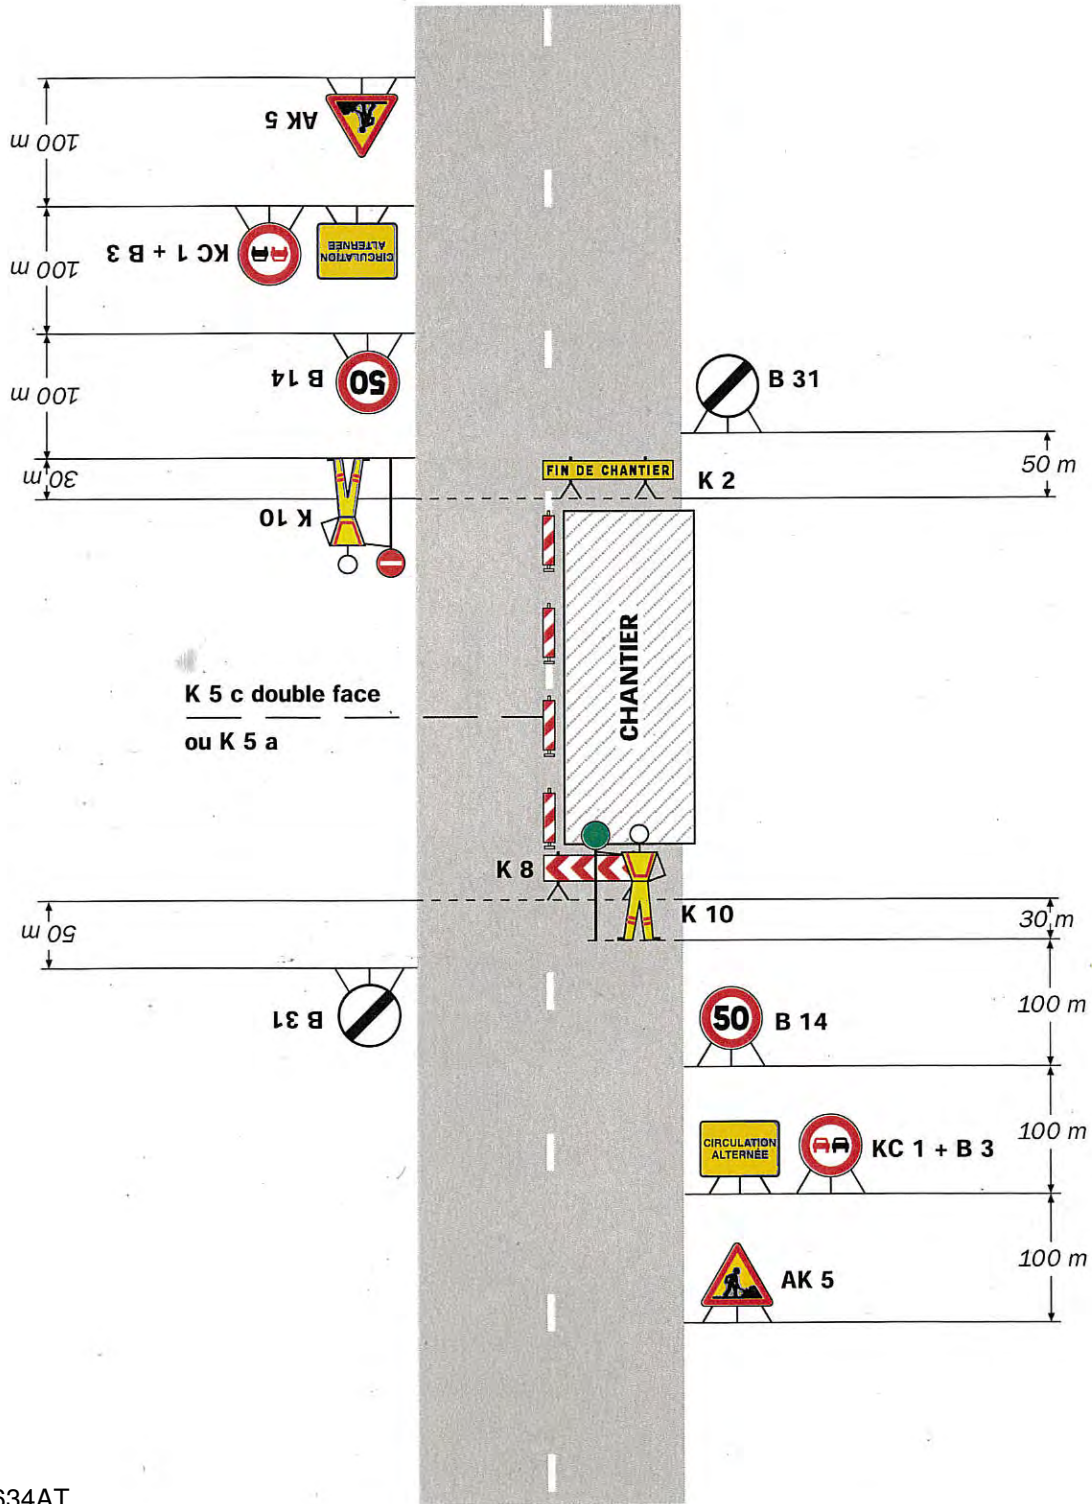 AK 5
100 m
KC 1 + B 3
CIRCULATION
ALTERNÉE
100 m
B 14
50
100 m
B 31
50 m
30 m
K 10
FIN DE CHANTIER
K 2
CHANTIER
K 5 c double face
ou K 5 a
K 8
K 10
30 m
50 m
B 31
50
B 14
100 m
CIRCULATION
ALTERNÉE
KC 1 + B 3
100 m
AK 5
100 m
634AT